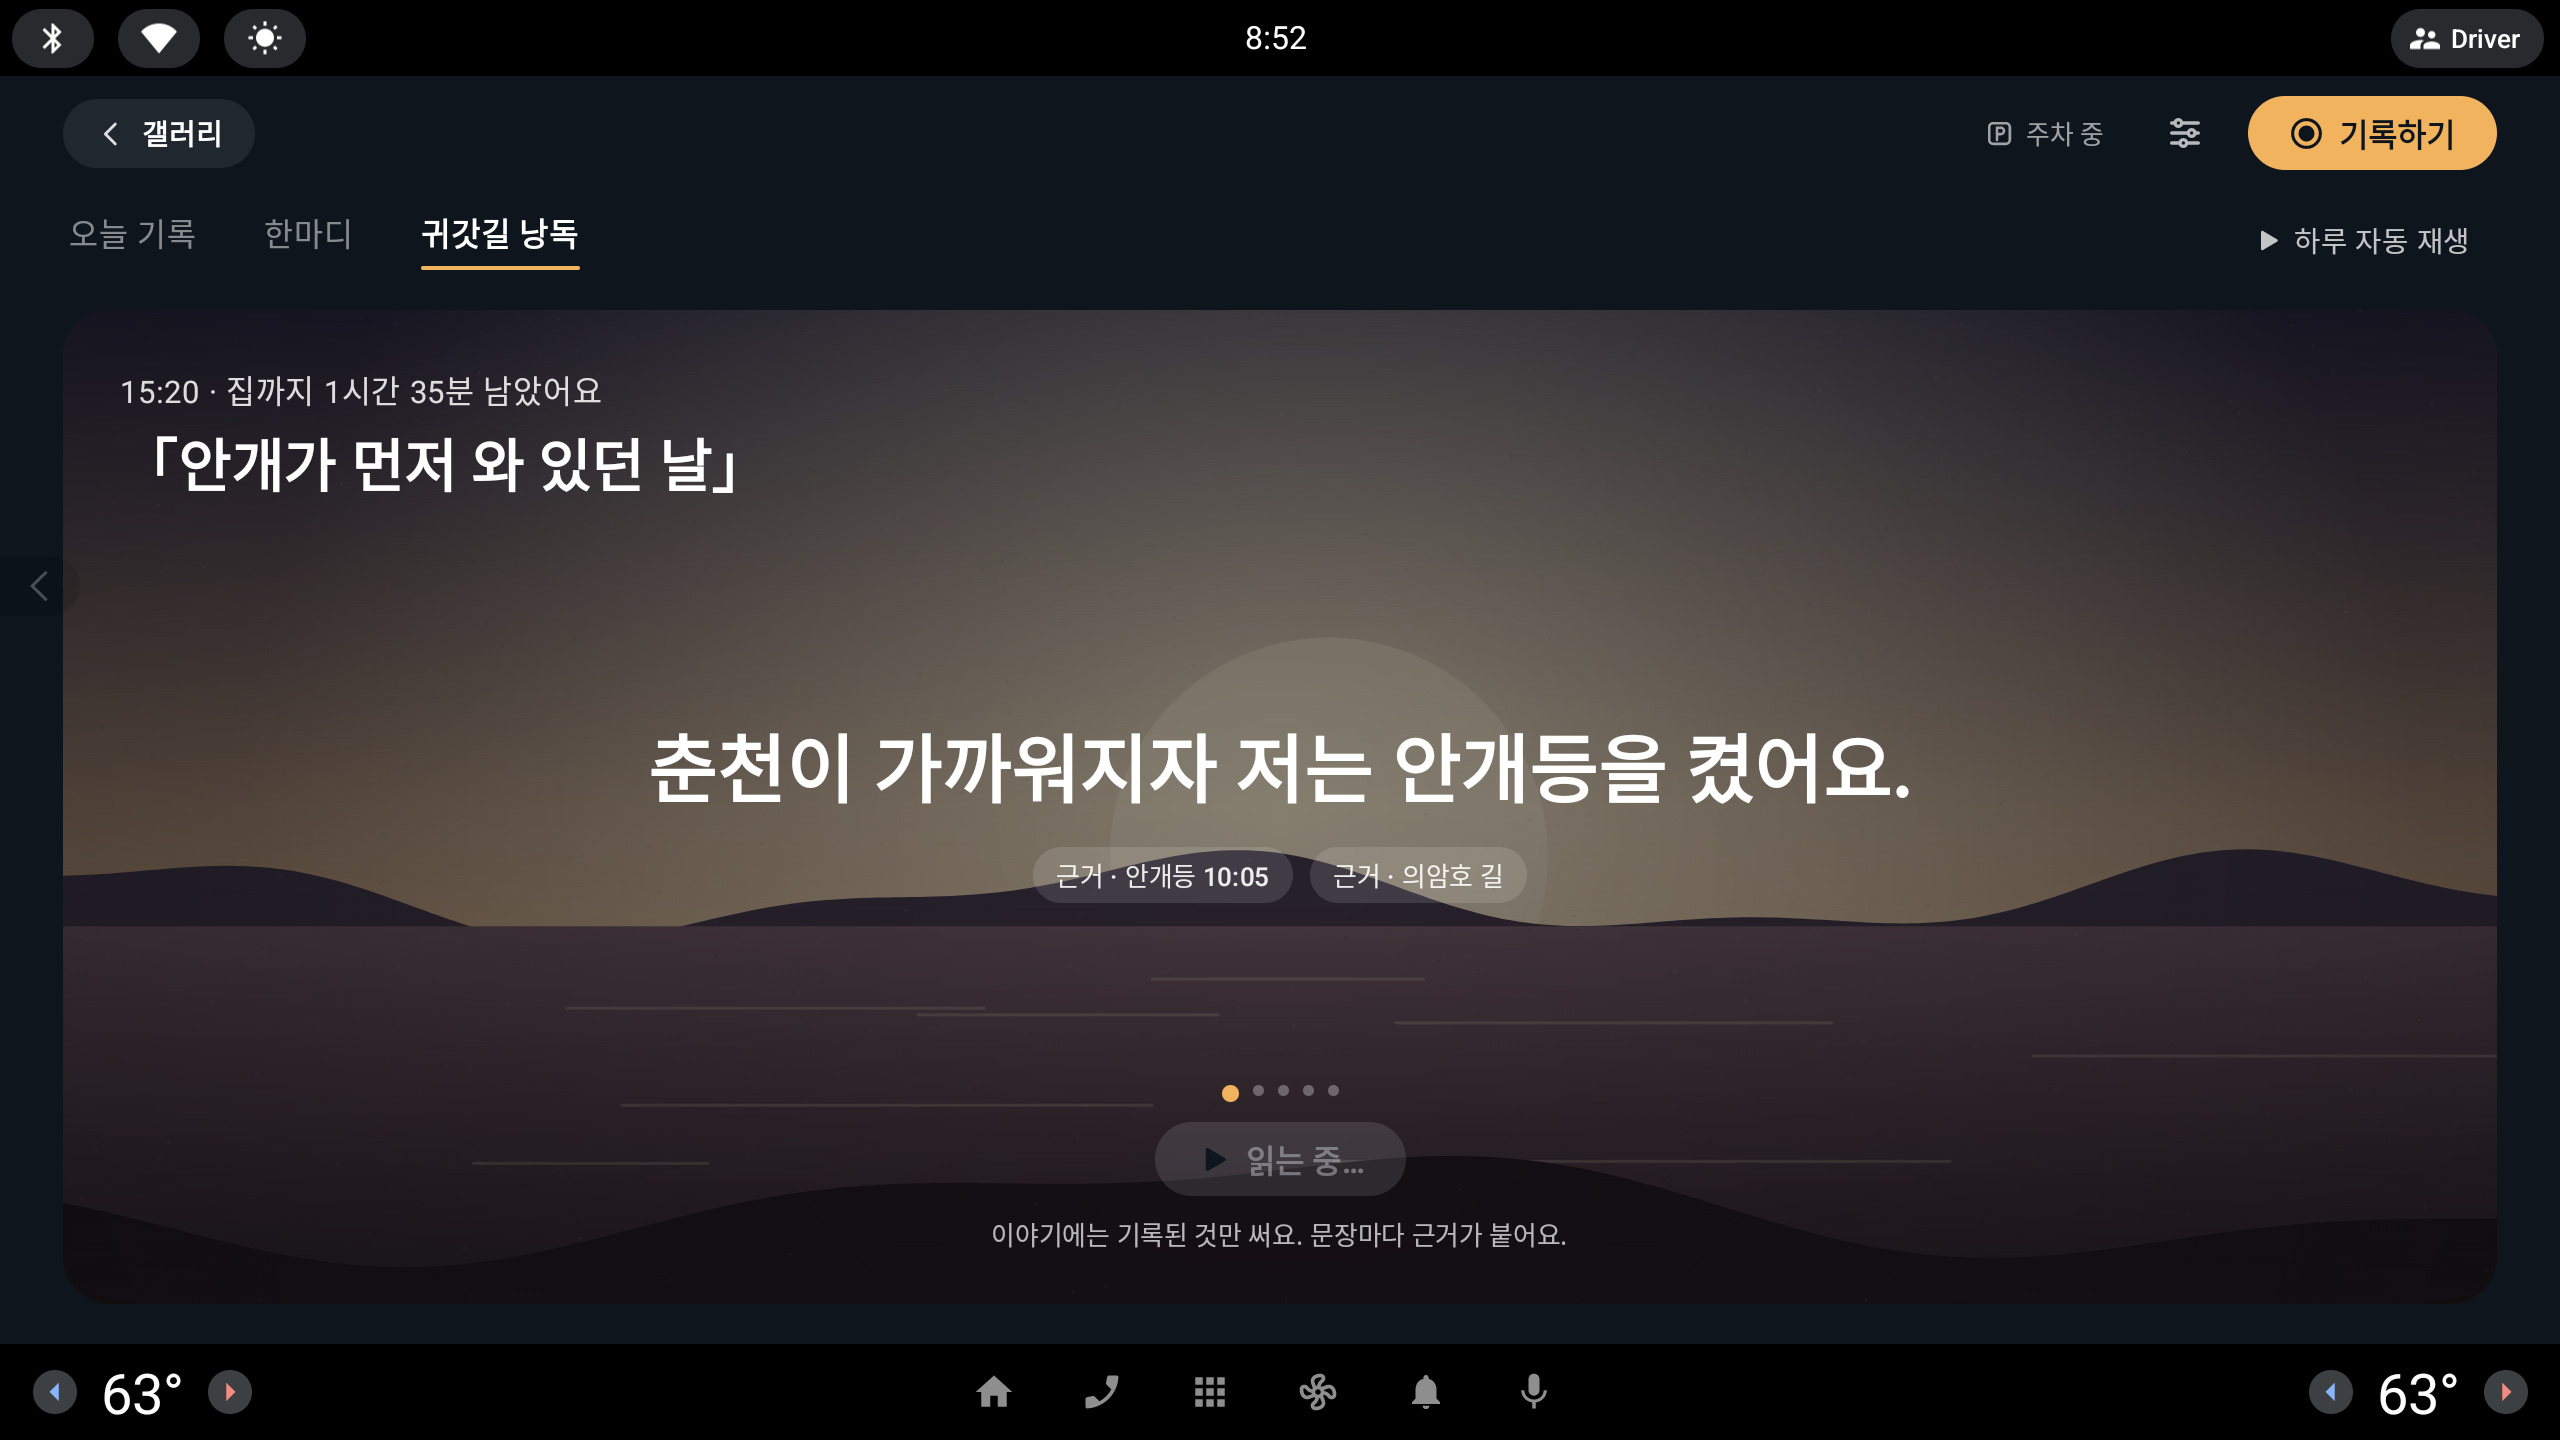 8:52
Driver
갤러리
주차 중
기록하기
오늘 기록
한마디
귀갓길 낭독
하루 자동 재생
15:20 · 집까지 1시간 35분 남았어요
「안개가 먼저 와 있던 날」
춘천이 가까워지자 저는 안개등을 켰어요.
근거 · 안개등 10:05
근거 · 의암호 길
읽는 중…
이야기에는 기록된 것만 써요. 문장마다 근거가 붙어요.
63°
63°